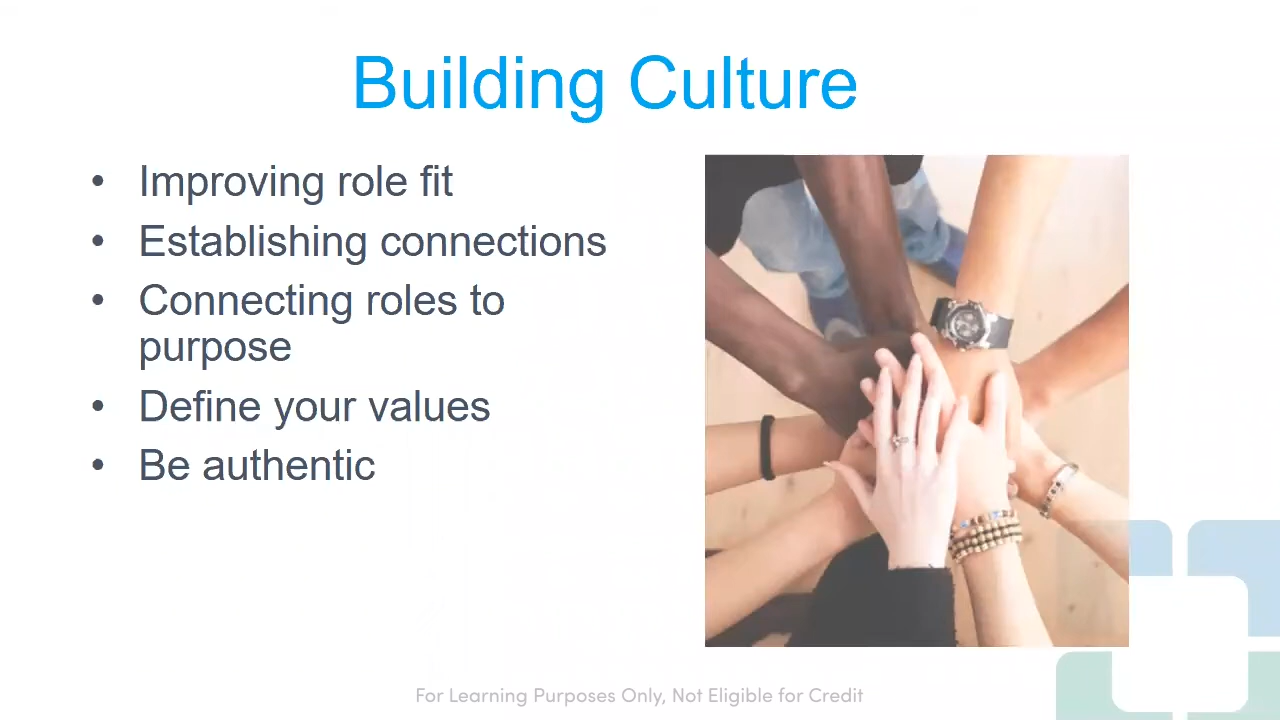 Building Culture
• Improving role fit
• Establishing connections
• Connecting roles to
purpose
• Define your values
• Be authentic
For Learning Purposes Only, Not Eligible for Credit